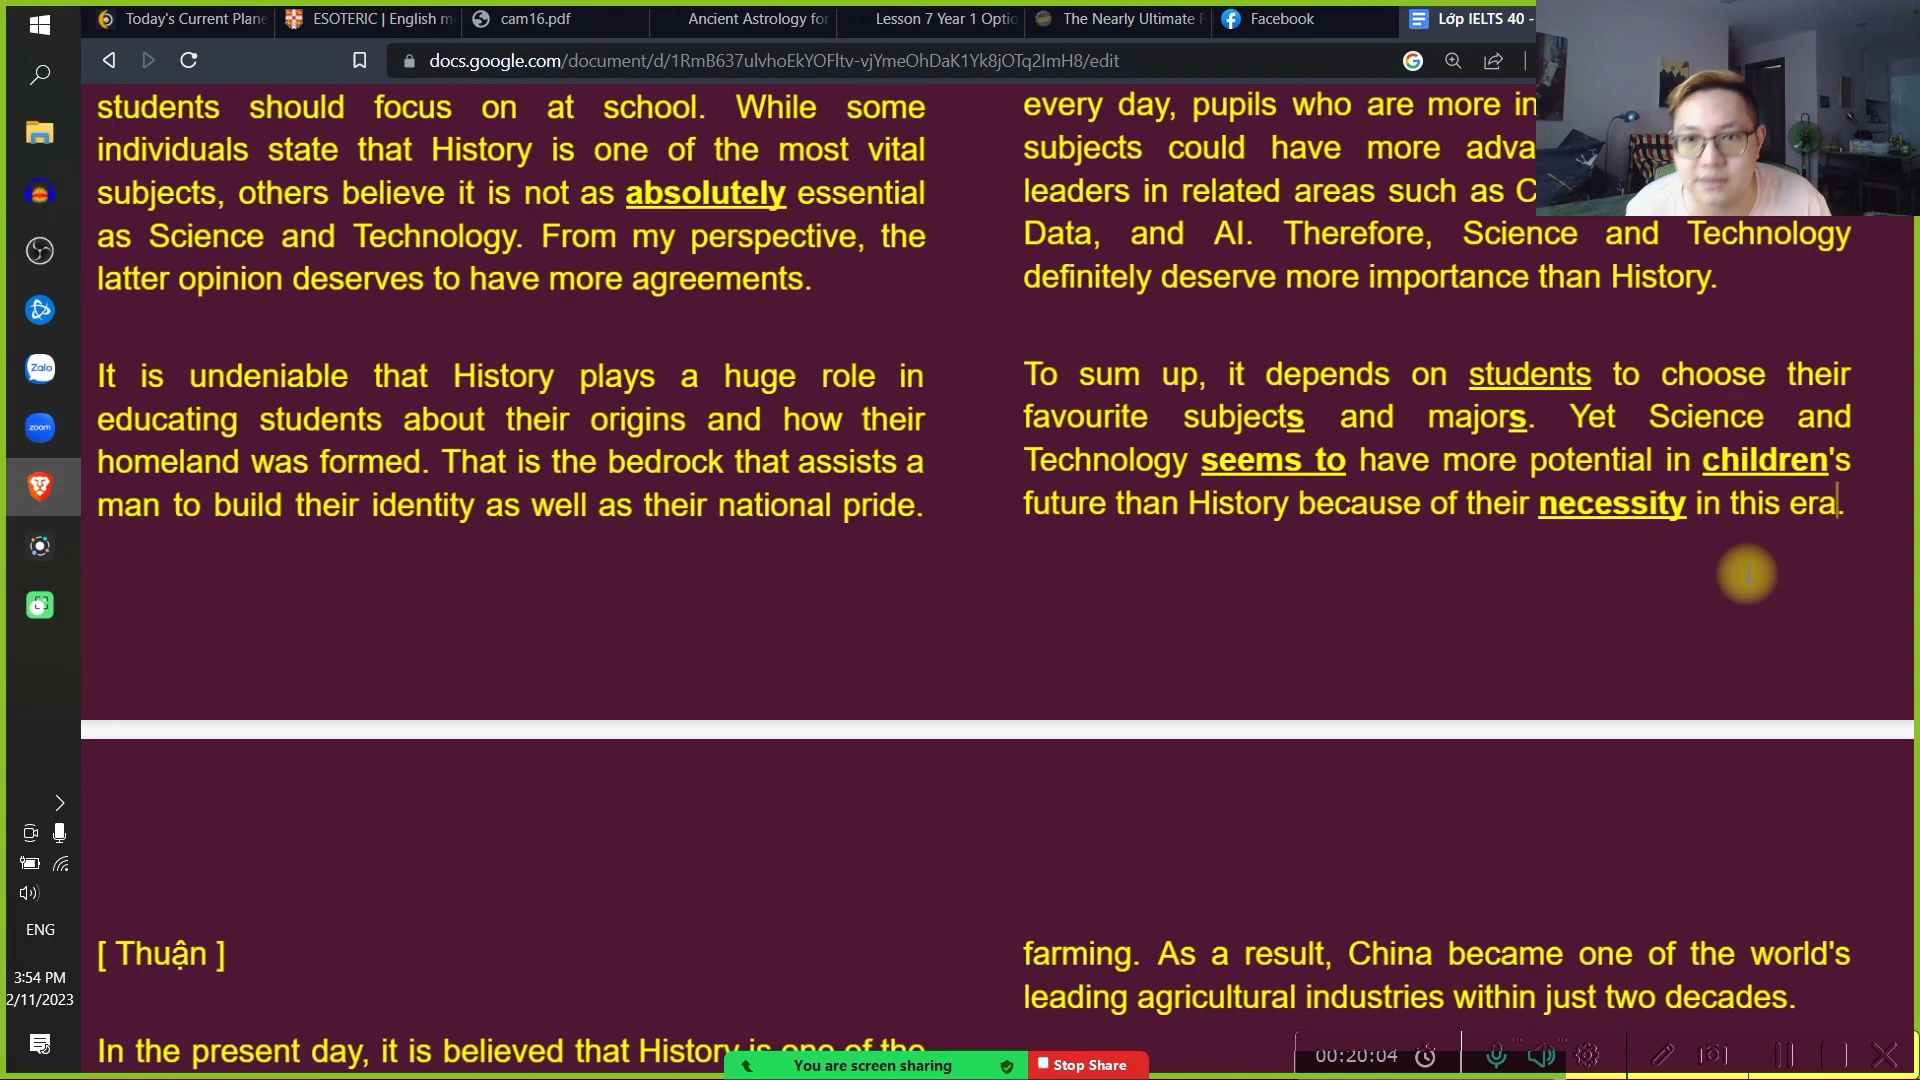 Today's Current Plane
ESOTERIC | English m
cam16.pdf
Ancient Astrology for
Lesson 7 Year 1 Optio
The Nearly Ultimate F
Facebook
Lớp IELTS 40 -
docs.google.com/document/d/1RmB637ulvhoEkYOFltv-vjYmeOhDaK1Yk8jOTq2ImH8/edit
students should focus on at school. While some
individuals state that History is one of the most vital
subjects, others believe it is not as absolutely essential
as Science and Technology. From my perspective, the
latter opinion deserves to have more agreements.
It is undeniable that History plays a huge role in
educating students about their origins and how their
homeland was formed. That is the bedrock that assists a
man to build their identity as well as their national pride.
every day, pupils who are more in
subjects could have more adva
leaders in related areas such as C
Data, and AI. Therefore, Science and Technology
definitely deserve more importance than History.
To sum up, it depends on students to choose their
favourite subjects and majors. Yet Science and
Technology seems to have more potential in children's
future than History because of their necessity in this era.
[ Thuận ]
In the present day, it is believed that History is one of the
farming. As a result, China became one of the world's
leading agricultural industries within just two decades.
Zalo
zoom
ENG
3:54 PM
2/11/2023
You are screen sharing
Stop Share
00:20:04